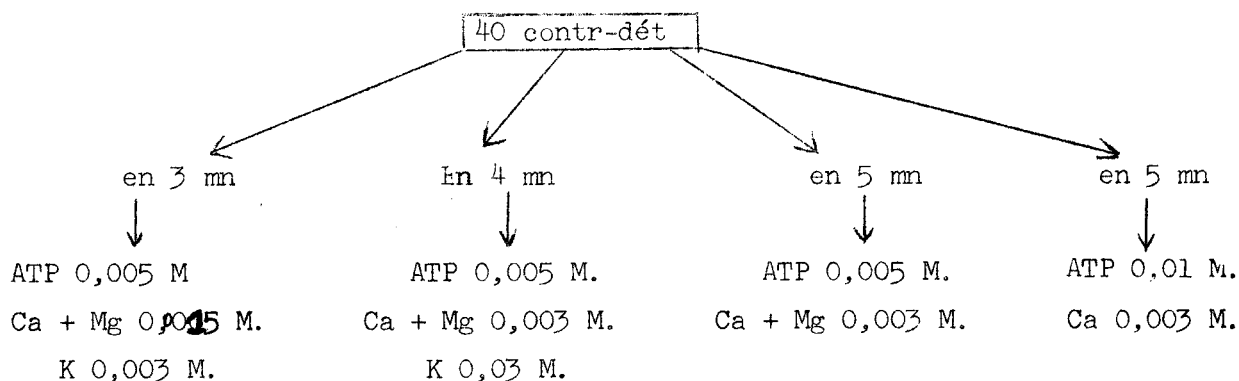 40 contr-dét
en 3 mn
En 4 mn
en 5 mn
en 5 mn
ATP 0,005 M
Ca + Mg 0,0015 M.
K 0,003 M.
ATP 0,005 M.
Ca + Mg 0,003 M.
K 0,03 M.
ATP 0,005 M.
Ca + Mg 0,003 M.
ATP 0,01 M.
Ca 0,003 M.